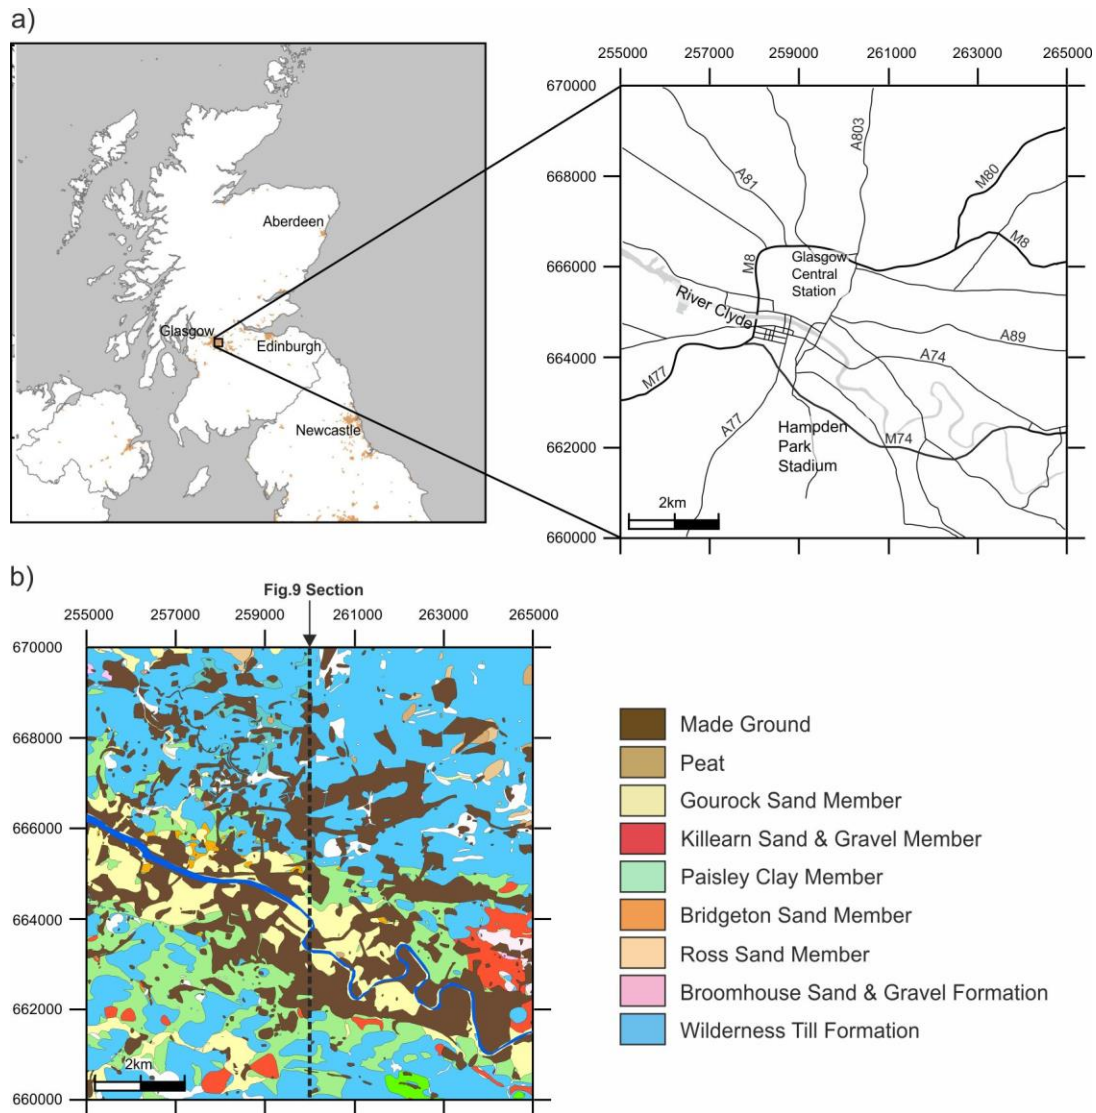 a)
Aberdeen
Glasgow
Edinburgh
Newcastle
255000 257000 259000 261000 263000 265000
670000
668000
666000
664000
662000
660000
A803
A81
M80
M8
M8
Glasgow
Central
Station
River Clyde
A89
A74
M77
A77
M74
Hampden
Park
Stadium
2km
b)
Fig.9 Section
255000 257000 259000 261000 263000 265000
670000
668000
666000
664000
662000
660000
2km
Made Ground
Peat
Gourock Sand Member
Killearn Sand & Gravel Member
Paisley Clay Member
Bridgeton Sand Member
Ross Sand Member
Broomhouse Sand & Gravel Formation
Wilderness Till Formation